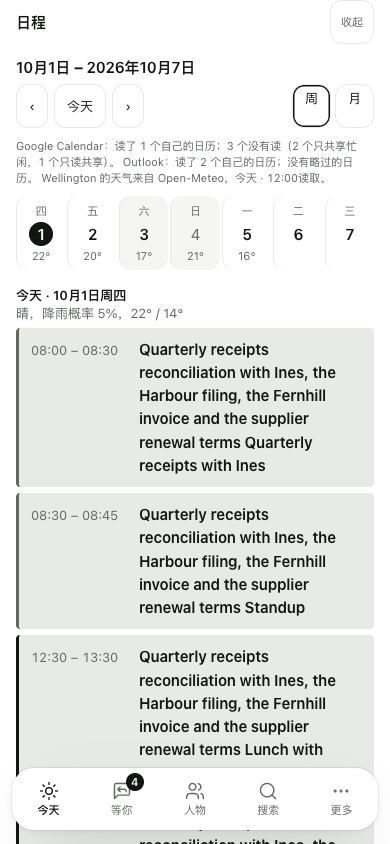 日程
收起
10月1日 – 2026年10月7日
‹ 今天 › 周 月
Google Calendar：读了 1 个自己的日历；3 个没有读（2 个只共享忙
闲，1 个只读共享）。 Outlook：读了 2 个自己的日历；没有略过的日
历。 Wellington 的天气来自 Open-Meteo，今天 · 12:00读取。
四 五 六 日 一 二 三
1 2 3 4 5 6 7
22° 20° 17° 21° 16°
今天 · 10月1日周四
晴，降雨概率 5%，22° / 14°
08:00 – 08:30 Quarterly receipts
reconciliation with Ines, the
Harbour filing, the Fernhill
invoice and the supplier
renewal terms Quarterly
receipts with Ines
08:30 – 08:45 Quarterly receipts
reconciliation with Ines, the
Harbour filing, the Fernhill
invoice and the supplier
renewal terms Standup
12:30 – 13:30 Quarterly receipts
reconciliation with Ines, the
Harbour filing, the Fernhill
invoice and the supplier
renewal terms Lunch with
4
今天 等你 人物 搜索 更多